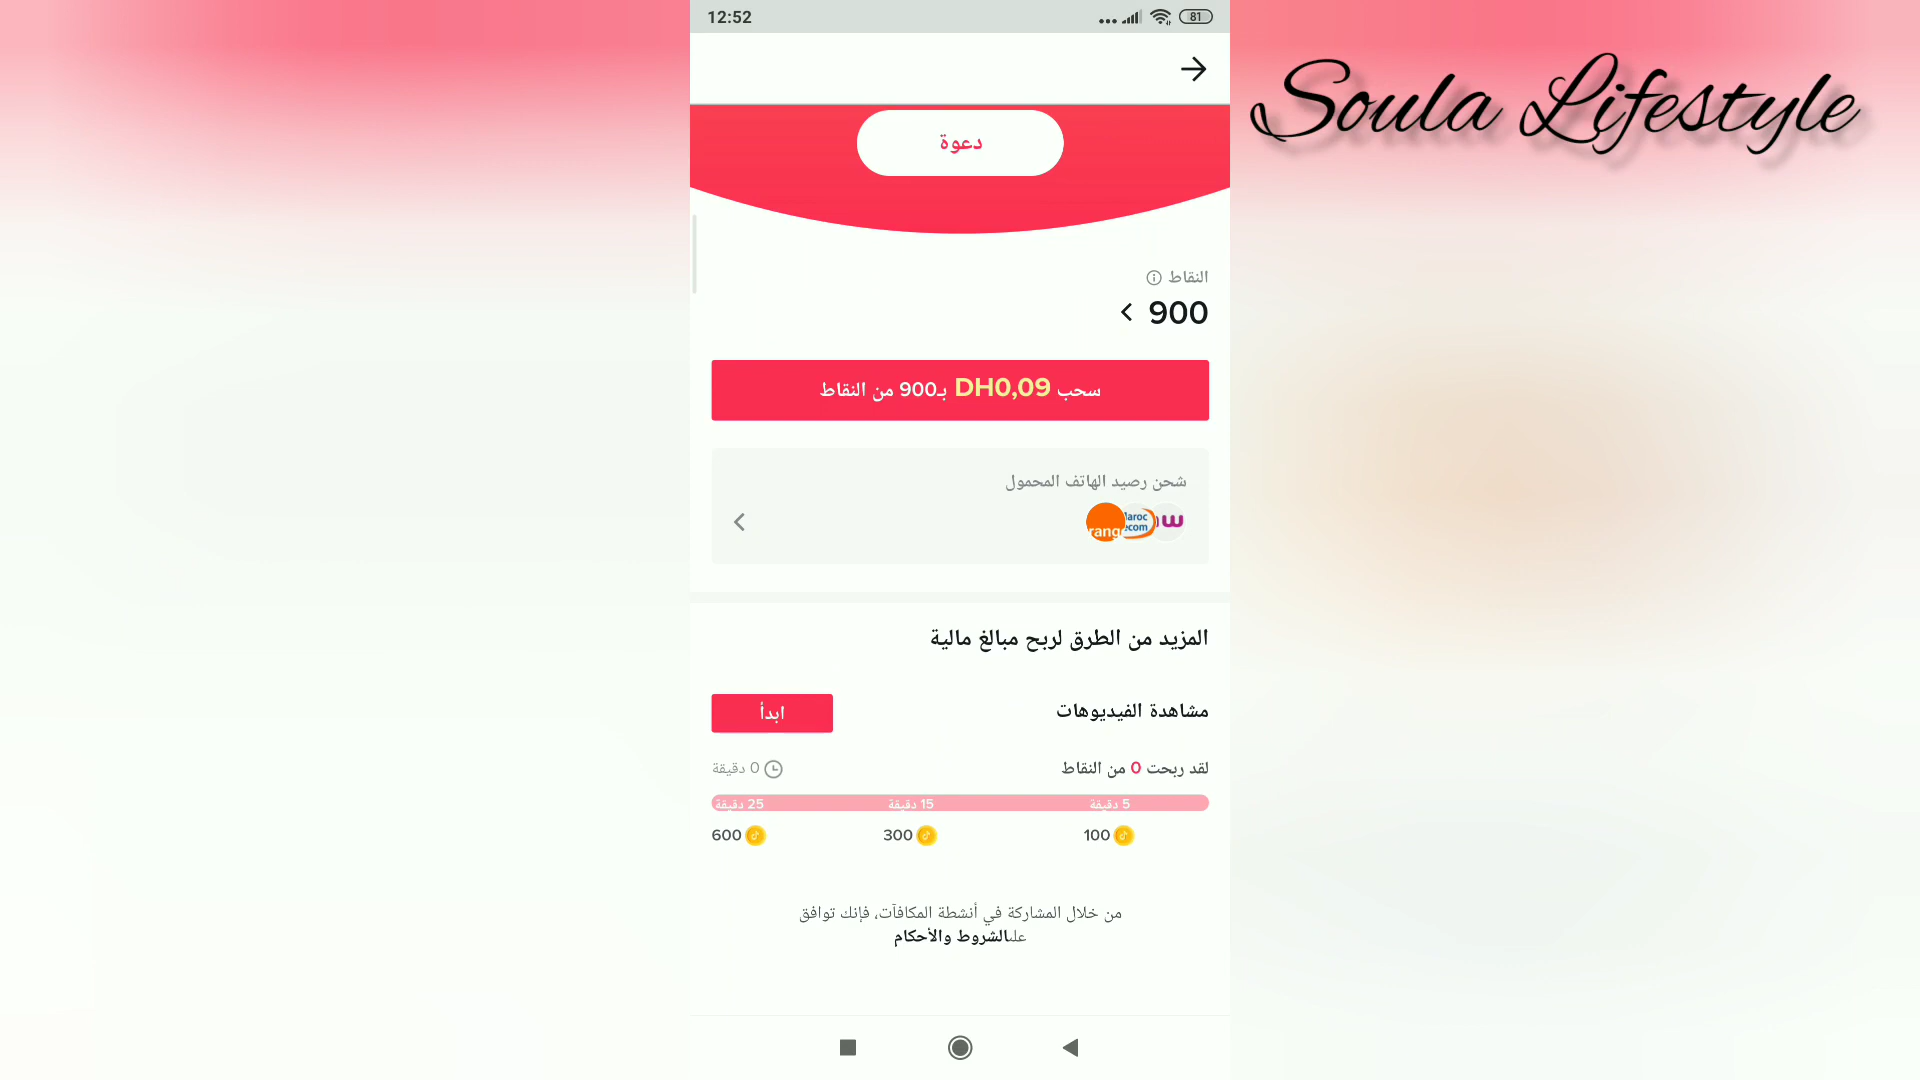 12:52
81
Soula Lifestyle
دعوة
النقاط
900
سحب DH0,09 بـ900 من النقاط
شحن رصيد الهاتف المحمول
المزيد من الطرق لربح مبالغ مالية
مشاهدة الفيديوهات
ابدأ
لقد ربحت 0 من النقاط
0 دقيقة
5 دقيقة
15 دقيقة
25 دقيقة
100
300
600
من خلال المشاركة في أنشطة المكافآت، فإنك توافق
علىالشروط والأحكام